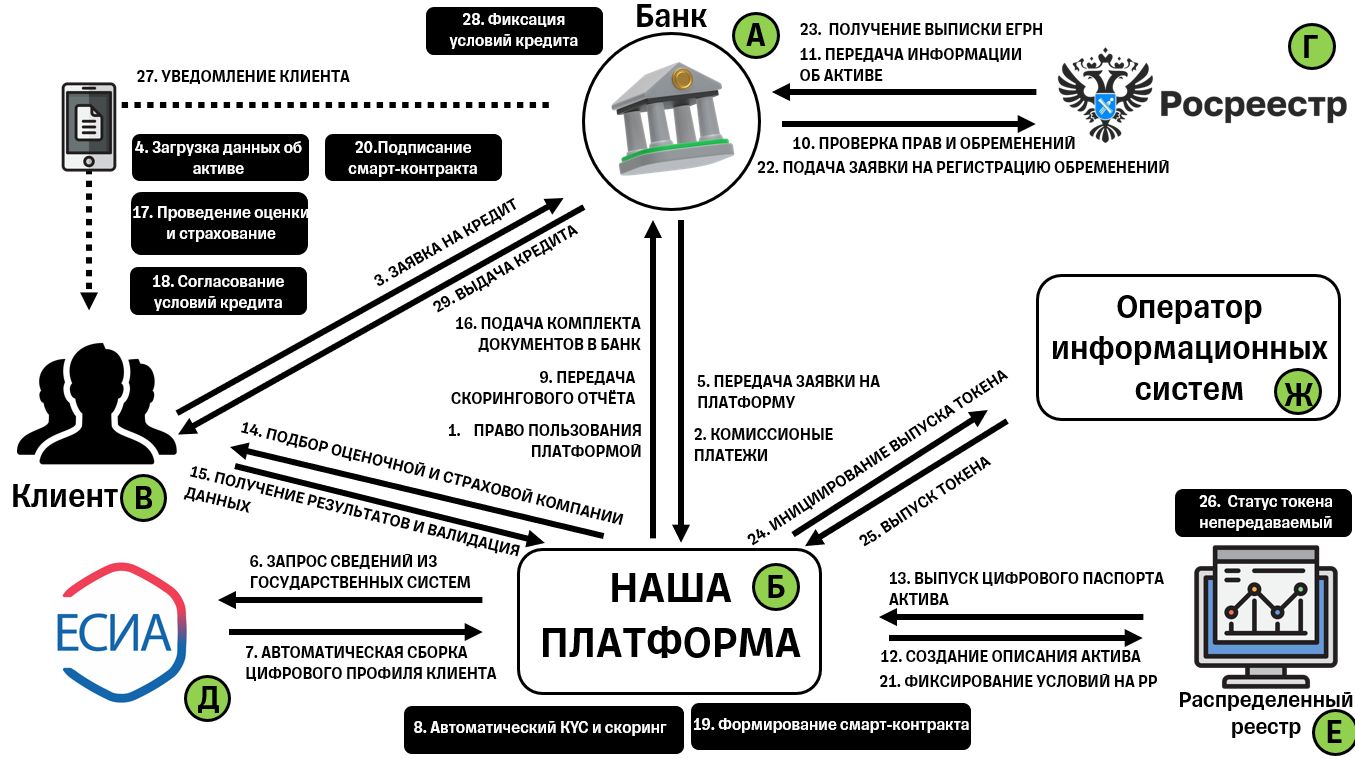 Банк
А
28. Фиксация
условий кредита
23. ПОЛУЧЕНИЕ ВЫПИСКИ ЕГРН
11. ПЕРЕДАЧА ИНФОРМАЦИИ
ОБ АКТИВЕ
Г
Росреестр
27. УВЕДОМЛЕНИЕ КЛИЕНТА
10. ПРОВЕРКА ПРАВ И ОБРЕМЕНЕНИЙ
22. ПОДАЧА ЗАЯВКИ НА РЕГИСТРАЦИЮ ОБРЕМЕНЕНИЙ
4. Загрузка данных об
активе
20.Подписание
смарт-контракта
17. Проведение оценки
и страхование
18. Согласование
условий кредита
3. ЗАЯВКА НА КРЕДИТ
29. ВЫДАЧА КРЕДИТА
16. ПОДАЧА КОМПЛЕКТА
ДОКУМЕНТОВ В БАНК
9. ПЕРЕДАЧА
СКОРИНГОВОГО ОТЧЁТА
1. ПРАВО ПОЛЬЗОВАНИЯ
ПЛАТФОРМОЙ
5. ПЕРЕДАЧА ЗАЯВКИ НА
ПЛАТФОРМУ
2. КОМИССИОНЫЕ
ПЛАТЕЖИ
Оператор
информационных
систем
Ж
24. ИНИЦИИРОВАНИЕ ВЫПУСКА ТОКЕНА
25. ВЫПУСК ТОКЕНА
Клиент
В
14. ПОДБОР ОЦЕНОЧНОЙ И СТРАХОВОЙ КОМПАНИИ
15. ПОЛУЧЕНИЕ РЕЗУЛЬТАТОВ И ВАЛИДАЦИЯ
ДАННЫХ
26. Статус токена
непередаваемый
6. ЗАПРОС СВЕДЕНИЙ ИЗ
ГОСУДАРСТВЕННЫХ СИСТЕМ
ЕСИА
Д
7. АВТОМАТИЧЕСКАЯ СБОРКА
ЦИФРОВОГО ПРОФИЛЯ КЛИЕНТА
НАША
Б
ПЛАТФОРМА
13. ВЫПУСК ЦИФРОВОГО ПАСПОРТА
АКТИВА
12. СОЗДАНИЕ ОПИСАНИЯ АКТИВА
21. ФИКСИРОВАНИЕ УСЛОВИЙ НА РР
Распределенный
реестр
Е
8. Автоматический KYC и скоринг
19. Формирование смарт-контракта